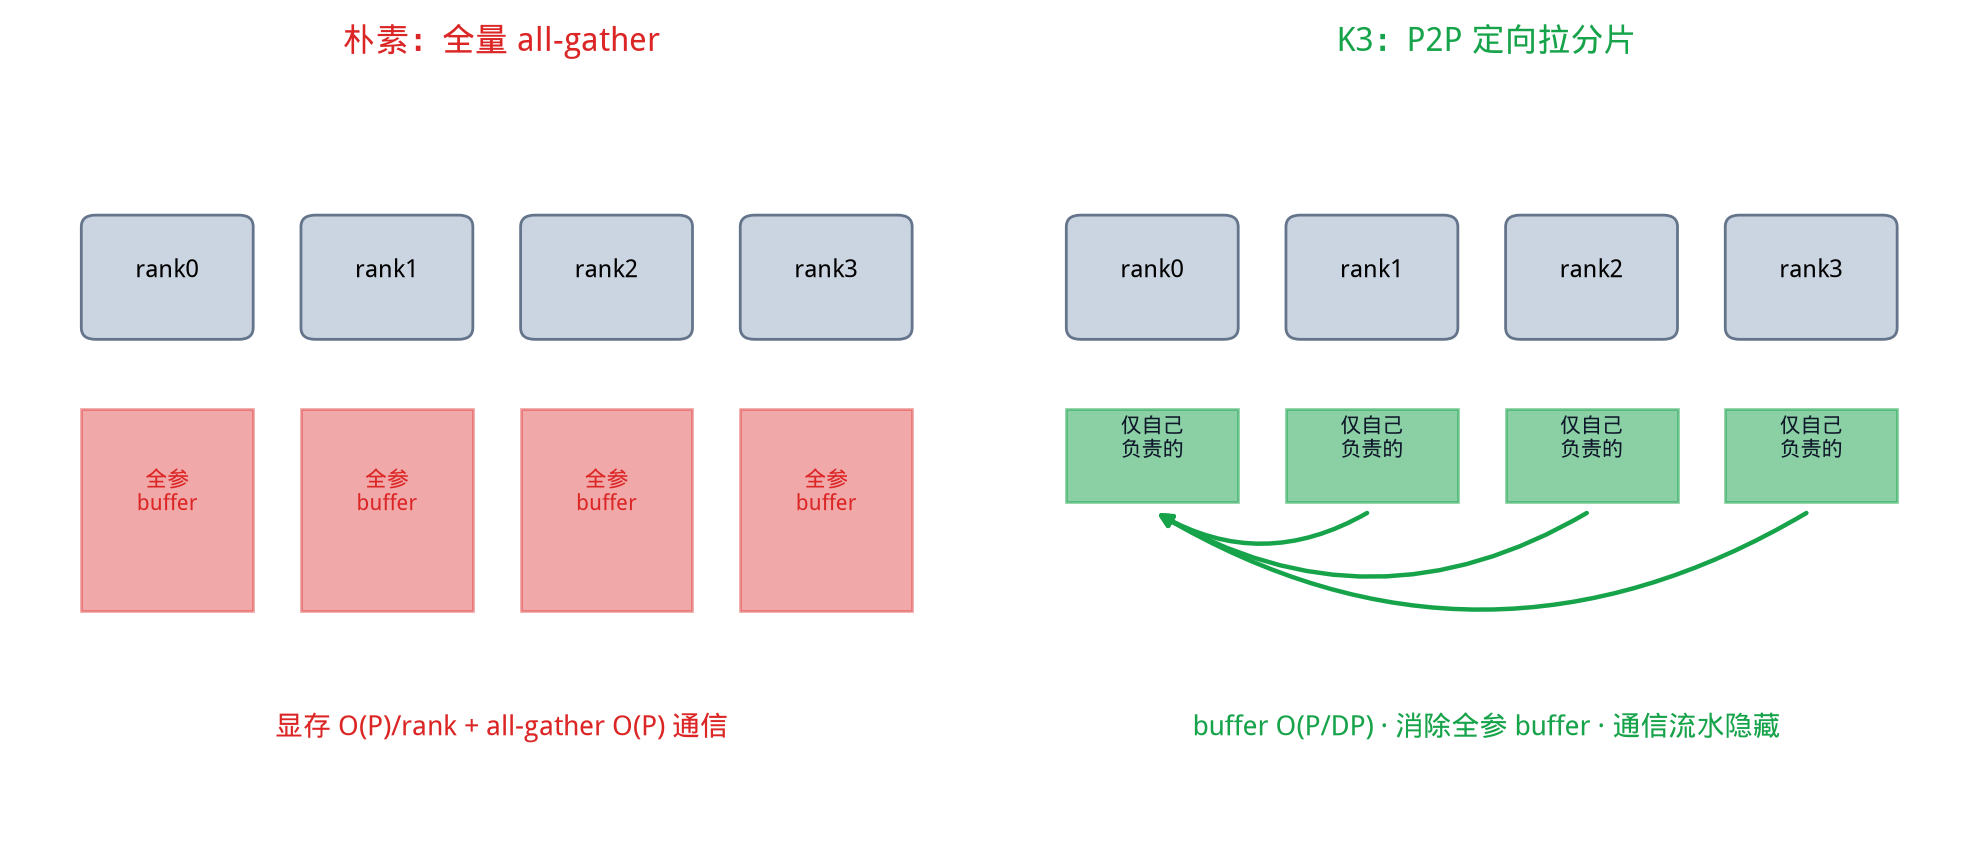 朴素：全量 all-gather
K3：P2P 定向拉分片
rank0
rank1
rank2
rank3
rank0
rank1
rank2
rank3
全参
buffer
全参
buffer
全参
buffer
全参
buffer
仅自己
负责的
仅自己
负责的
仅自己
负责的
仅自己
负责的
显存 O(P)/rank + all-gather O(P) 通信
buffer O(P/DP) · 消除全参 buffer · 通信流水隐藏